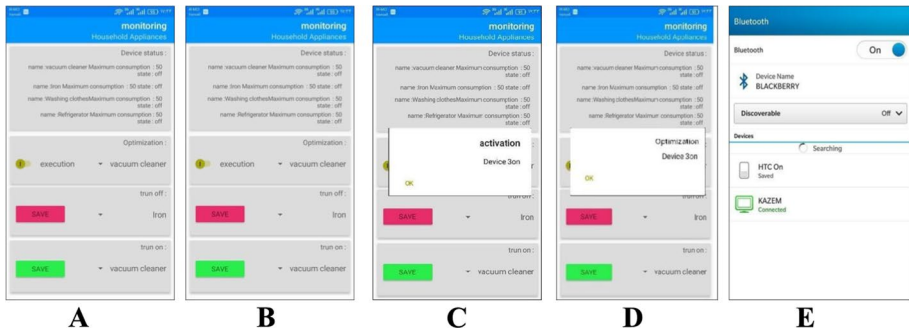 monitoring
Household Appliances
Device status :
name :vacuum cleaner Maximum consumption : 50
state : off
name :Iron Maximum consumption : 50 state : off
name :Washing clothesMaximum consumption : 50
state : off
name :Refrigerator Maximum consumption : 50
state : off
Optimization :
execution
vacuum cleaner
trun off :
SAVE
Iron
trun on :
SAVE
vacuum cleaner
A
monitoring
Household Appliances
Device status :
name :vacuum cleaner Maximum consumption : 50
state : off
name :Iron Maximum consumption : 50 state : off
name :Washing clothesMaximum consumption : 50
state : off
name :Refrigerator Maximum consumption : 50
state : off
Optimization :
execution
vacuum cleaner
trun off :
SAVE
Iron
trun on :
SAVE
vacuum cleaner
B
monitoring
Household Appliances
Device status :
name :vacuum cleaner Maximum consumption : 50
state : off
name :Iron Maximum consumption : 50 state : off
name :Washing clothesMaximum consumption : 50
state : off
name :Refrigerator Maximum consumption : 50
state : off
activation
Device 3on
OK
SAVE
Iron
trun on :
SAVE
vacuum cleaner
C
monitoring
Household Appliances
Device status :
name :vacuum cleaner Maximum consumption : 50
state : off
name :Iron Maximum consumption : 50 state : off
name :Washing clothesMaximum consumption : 50
state : off
name :Refrigerator Maximum consumption : 50
state : off
Optimization
Device 3on
OK
SAVE
Iron
trun on :
SAVE
vacuum cleaner
D
Bluetooth
Bluetooth
On
Device Name
BLACKBERRY
Discoverable
Off
Devices
Searching
HTC On
Saved
KAZEM
Connected
E